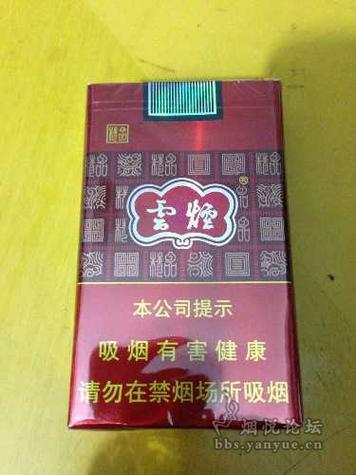 雲煙®
本公司提示
吸烟有害健康
请勿在禁烟场所吸烟
烟悦论坛
bbs.yanyue.cn